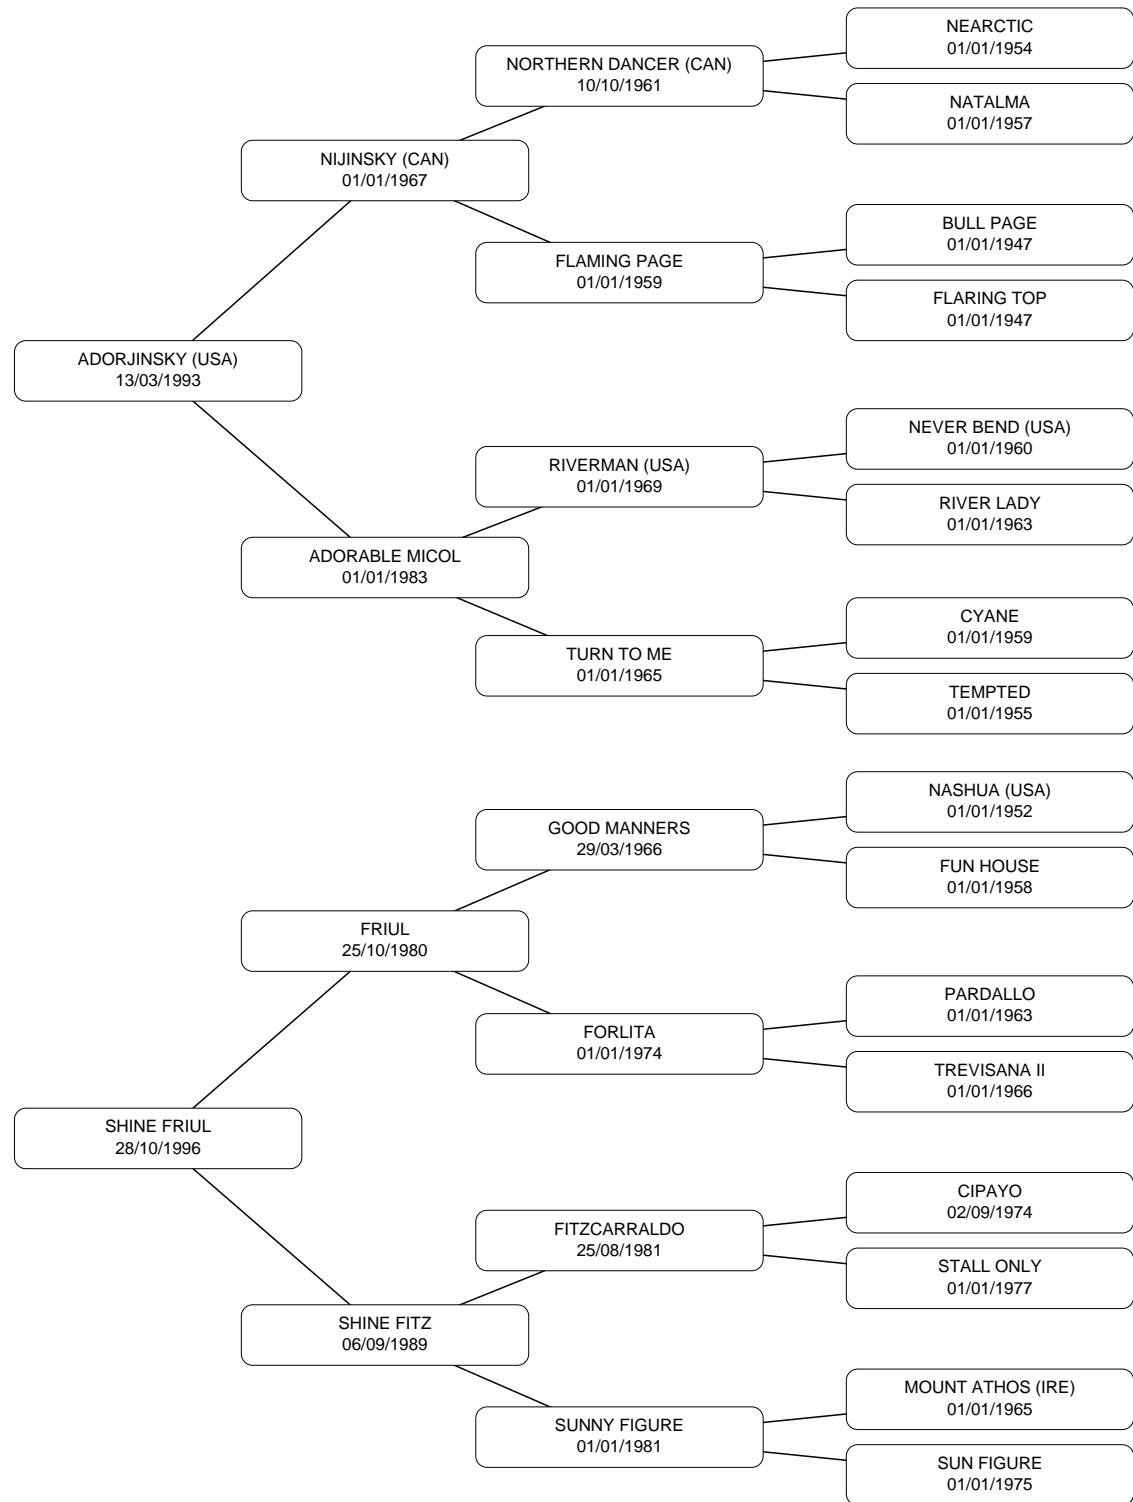 NEARCTIC
01/01/1954
NORTHERN DANCER (CAN)
10/10/1961
NATALMA
01/01/1957
NIJINSKY (CAN)
01/01/1967
BULL PAGE
01/01/1947
FLAMING PAGE
01/01/1959
FLARING TOP
01/01/1947
ADORJINSKY (USA)
13/03/1993
NEVER BEND (USA)
01/01/1960
RIVERMAN (USA)
01/01/1969
RIVER LADY
01/01/1963
ADORABLE MICOL
01/01/1983
CYANE
01/01/1959
TURN TO ME
01/01/1965
TEMPTED
01/01/1955
NASHUA (USA)
01/01/1952
GOOD MANNERS
29/03/1966
FUN HOUSE
01/01/1958
FRIUL
25/10/1980
PARDALLO
01/01/1963
FORLITA
01/01/1974
TREVISANA II
01/01/1966
SHINE FRIUL
28/10/1996
CIPAYO
02/09/1974
FITZCARRALDO
25/08/1981
STALL ONLY
01/01/1977
SHINE FITZ
06/09/1989
MOUNT ATHOS (IRE)
01/01/1965
SUNNY FIGURE
01/01/1981
SUN FIGURE
01/01/1975